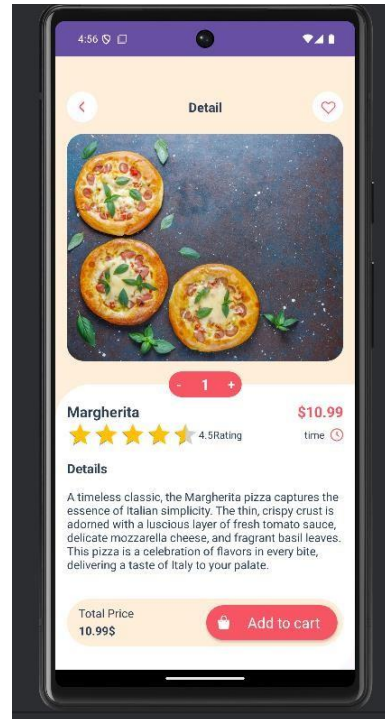 4:56
Detail
- 1 +
Margherita $10.99
4.5Rating time
Details
A timeless classic, the Margherita pizza captures the
essence of Italian simplicity. The thin, crispy crust is
adorned with a luscious layer of fresh tomato sauce,
delicate mozzarella cheese, and fragrant basil leaves.
This pizza is a celebration of flavors in every bite,
delivering a taste of Italy to your palate.
Total Price
10.99$
Add to cart